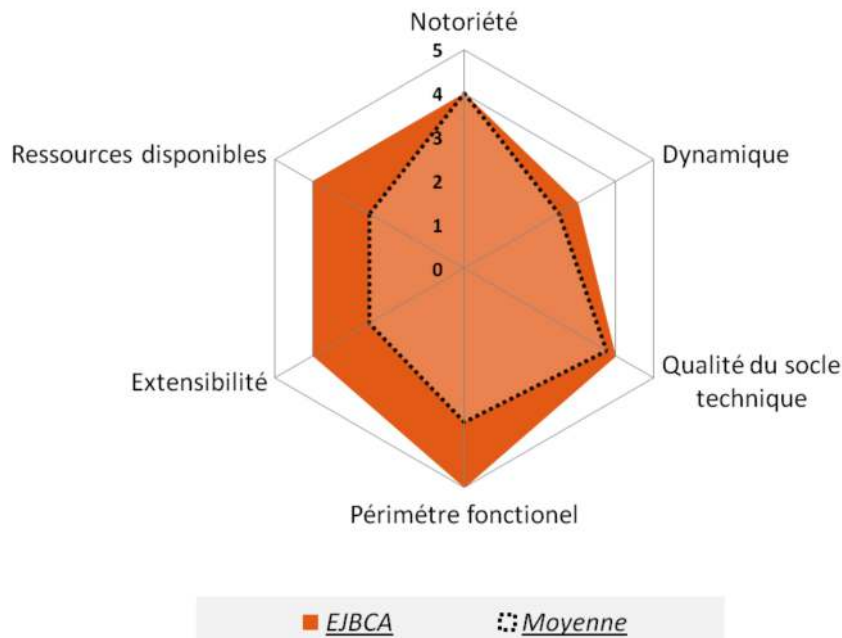 Notoriété
5
4
3
2
1
0
Ressources disponibles
Dynamique
Extensibilité
Qualité du socle
technique
Périmétre fonctionel
EJBCA
Moyenne